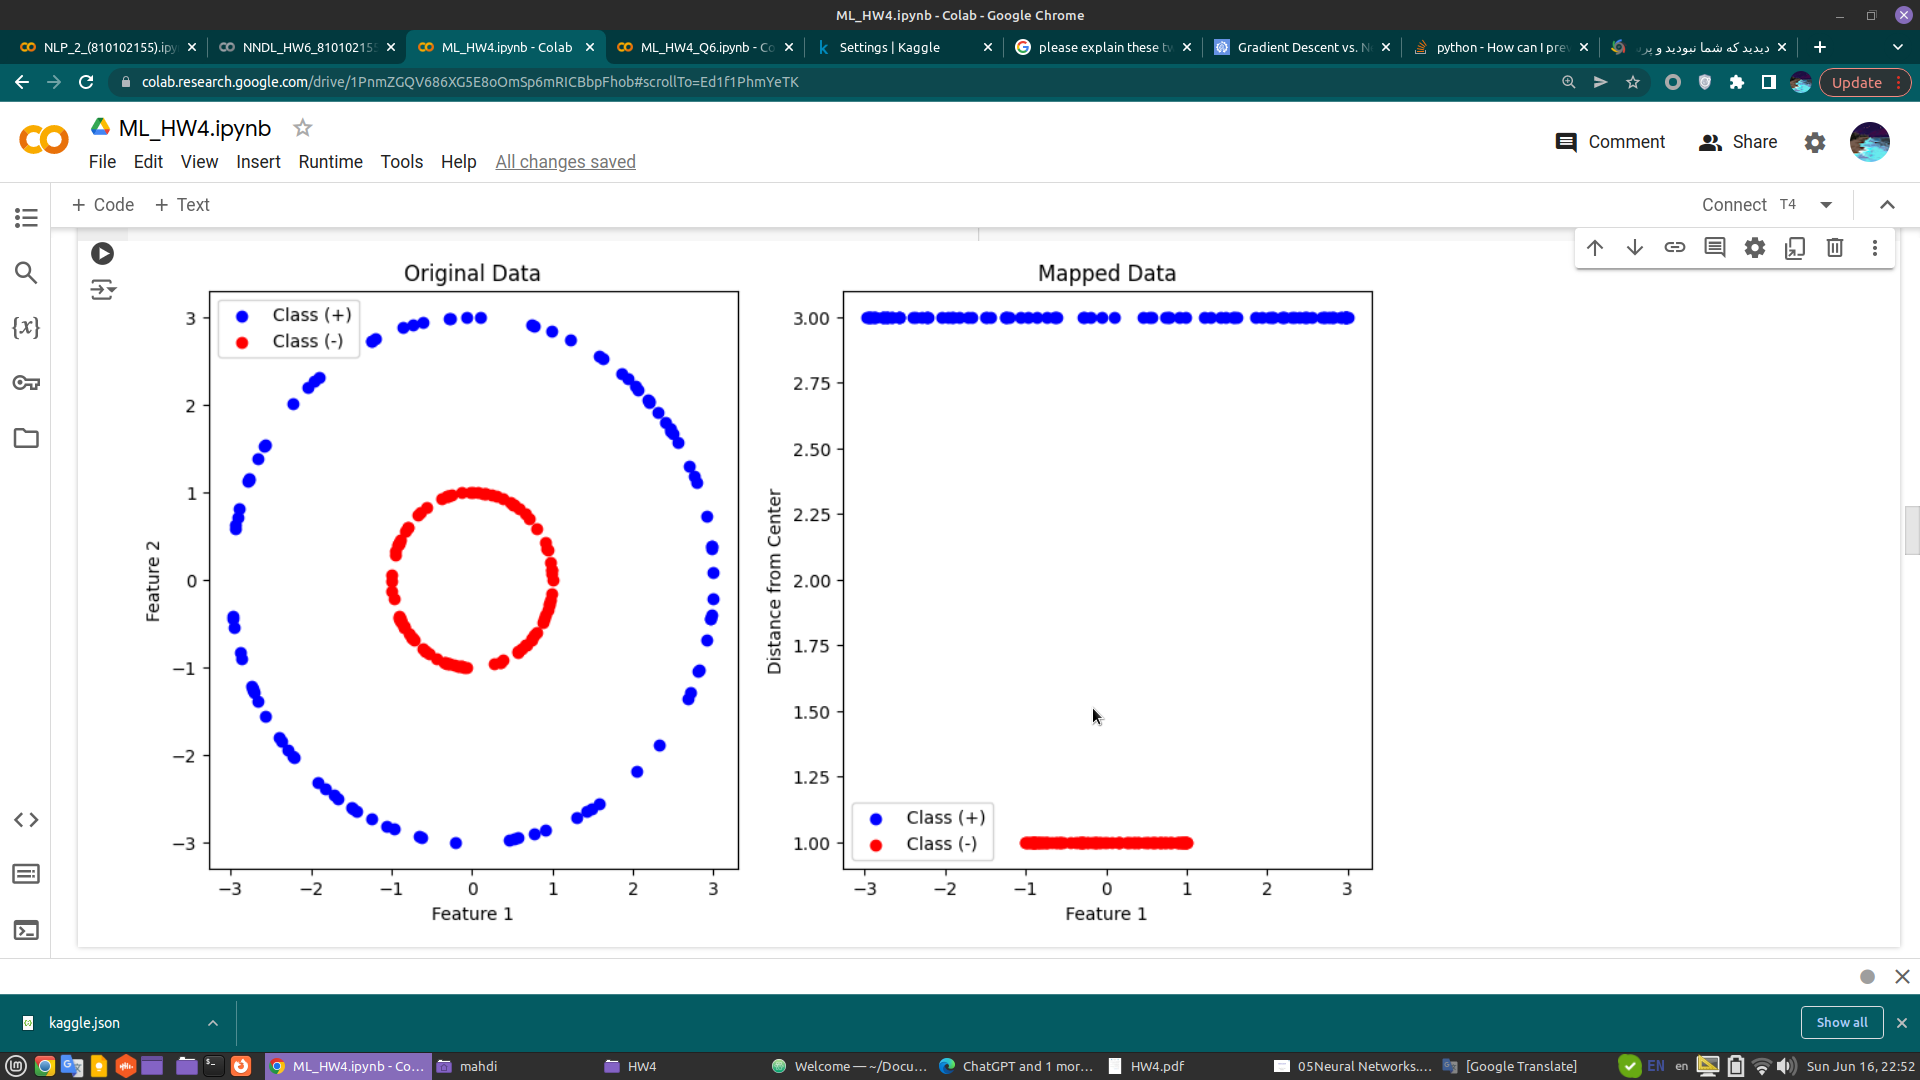 ML_HW4.ipynb - Colab - Google Chrome
NLP_2_(810102155).ipy
NNDL_HW6_810102155
ML_HW4.ipynb - Colab
ML_HW4_Q6.ipynb - Co
Settings | Kaggle
please explain these tw
Gradient Descent vs. N
python - How can I prev
دیدید که شما نبودید و پر
colab.research.google.com/drive/1PnmZGQV686XG5E8oOmSp6mRICBbpFhob#scrollTo=Ed1f1PhmYeTK
Update
ML_HW4.ipynb
File Edit View Insert Runtime Tools Help All changes saved
Comment
Share
+ Code + Text
Connect T4
{x}
Original Data
Class (+)
Class (-)
3
2
1
0
−1
−2
−3
Feature 2
−3 −2 −1 0 1 2 3
Feature 1
Mapped Data
3.00
2.75
2.50
2.25
2.00
1.75
1.50
1.25
1.00
Distance from Center
Class (+)
Class (-)
−3 −2 −1 0 1 2 3
Feature 1
kaggle.json
Show all
ML_HW4.ipynb - Co...
mahdi
HW4
Welcome — ~/Docu...
ChatGPT and 1 mor...
HW4.pdf
05Neural Networks....
[Google Translate]
EN
en
Sun Jun 16, 22:52